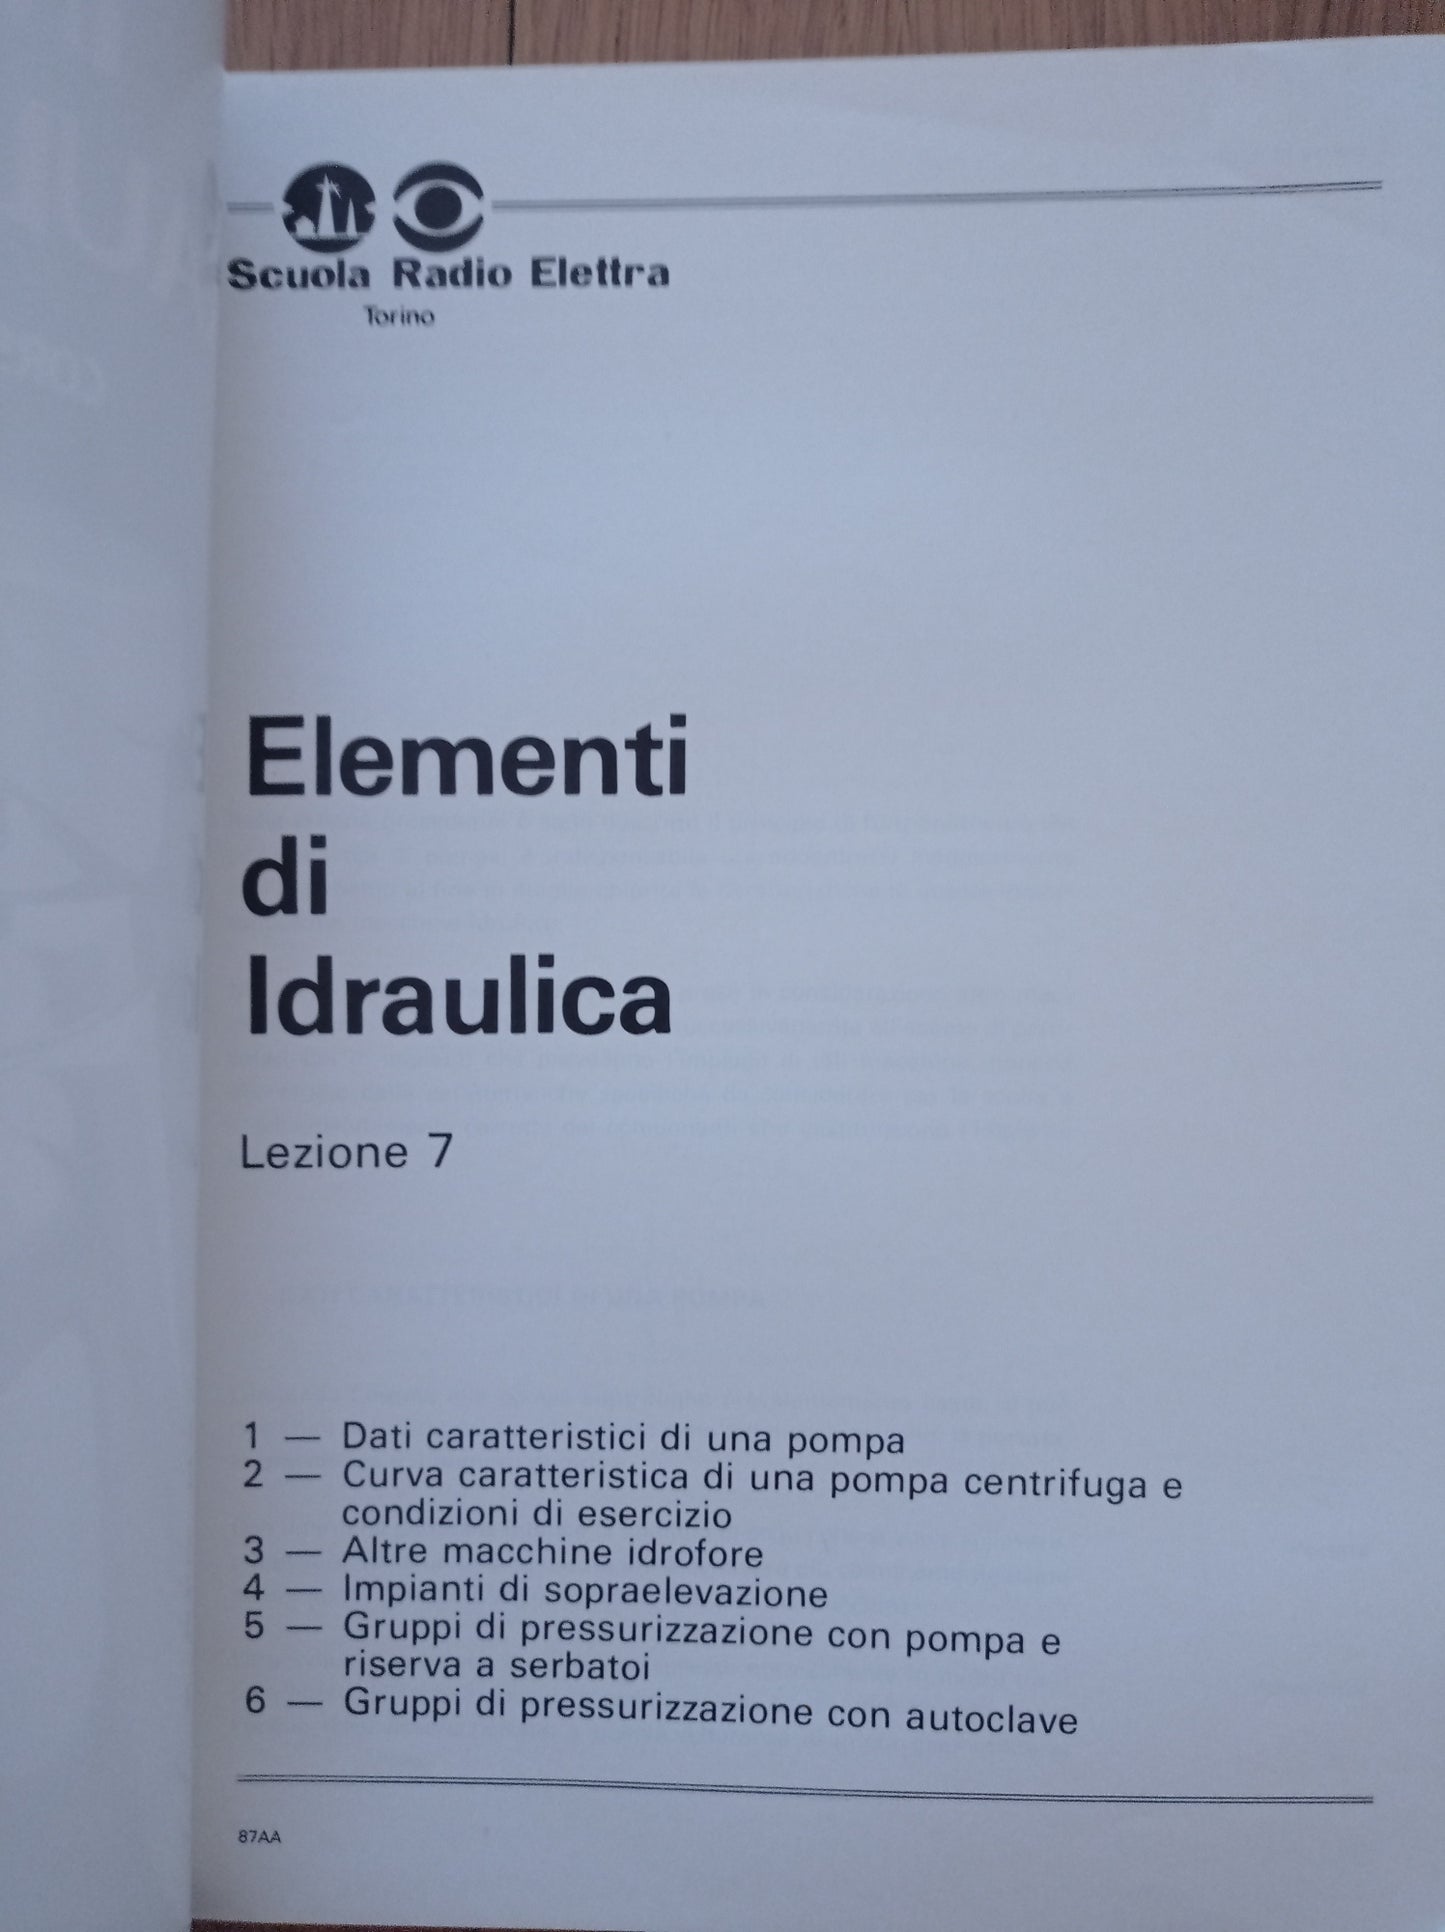 Scuola Radio Elettra
Torino
Elementi
di
Idraulica
Lezione 7
1 — Dati caratteristici di una pompa
2 — Curva caratteristica di una pompa centrifuga e
condizioni di esercizio
3 — Altre macchine idrofore
4 — Impianti di sopraelevazione
5 — Gruppi di pressurizzazione con pompa e
riserva a serbatoi
6 — Gruppi di pressurizzazione con autoclave
87AA